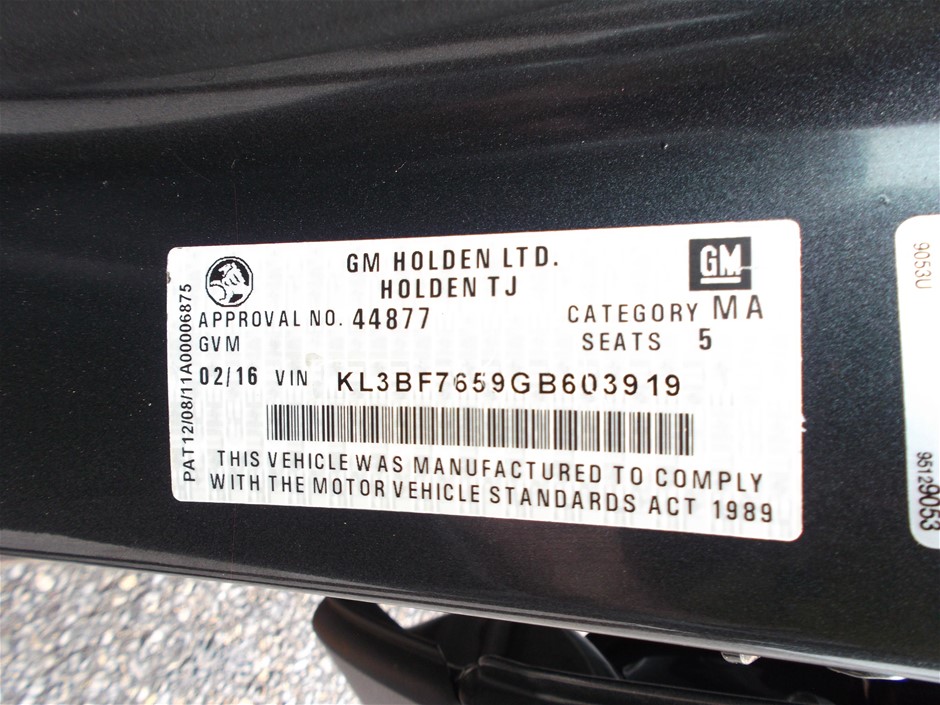 GM HOLDEN LTD.
GM
HOLDEN TJ
APPROVAL NO. 44877
CATEGORY MA
GVM
SEATS 5
02/16 VIN KL3BF7659GB603919
THIS VEHICLE WAS MANUFACTURED TO COMPLY
WITH THE MOTOR VEHICLE STANDARDS ACT 1989
PAT12/08/11A00006875
90530
95129053